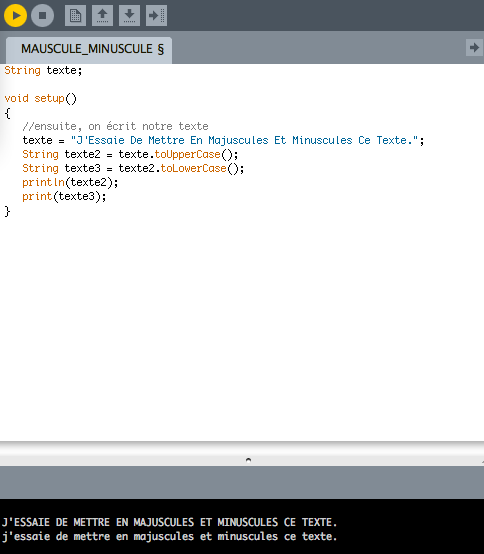 MAUSCULE_MINUSCULE §
String texte;
void setup()
{
//ensuite, on écrit notre texte
texte = "J'Essaie De Mettre En Majuscules Et Minuscules Ce Texte.";
String texte2 = texte.toUpperCase();
String texte3 = texte2.toLowerCase();
println(texte2);
print(texte3);
}
J'ESSAIE DE METTRE EN MAJUSCULES ET MINUSCULES CE TEXTE.
j'essaie de mettre en majuscules et minuscules ce texte.